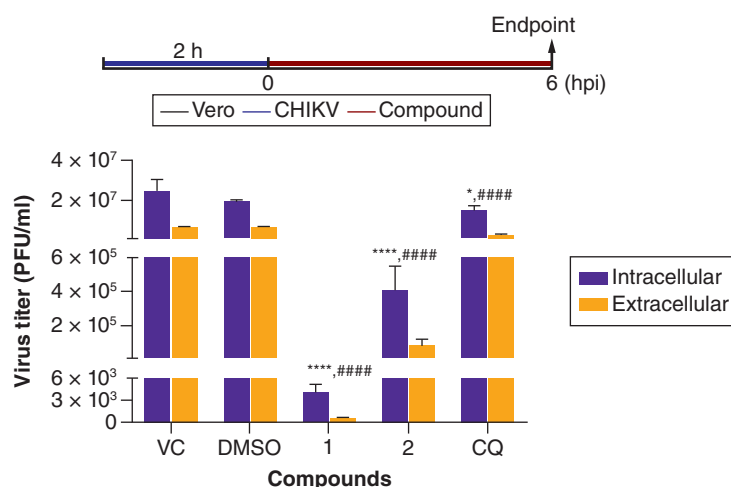 Endpoint
2 h
0
6 (hpi)
Vero CHIKV Compound
Virus titer (PFU/ml)
4 × 10⁷
2 × 10⁷
6 × 10⁵
4 × 10⁵
2 × 10⁵
6 × 10³
3 × 10³
0
****,####
****,####
*,####
VC DMSO 1 2 CQ
Compounds
Intracellular
Extracellular